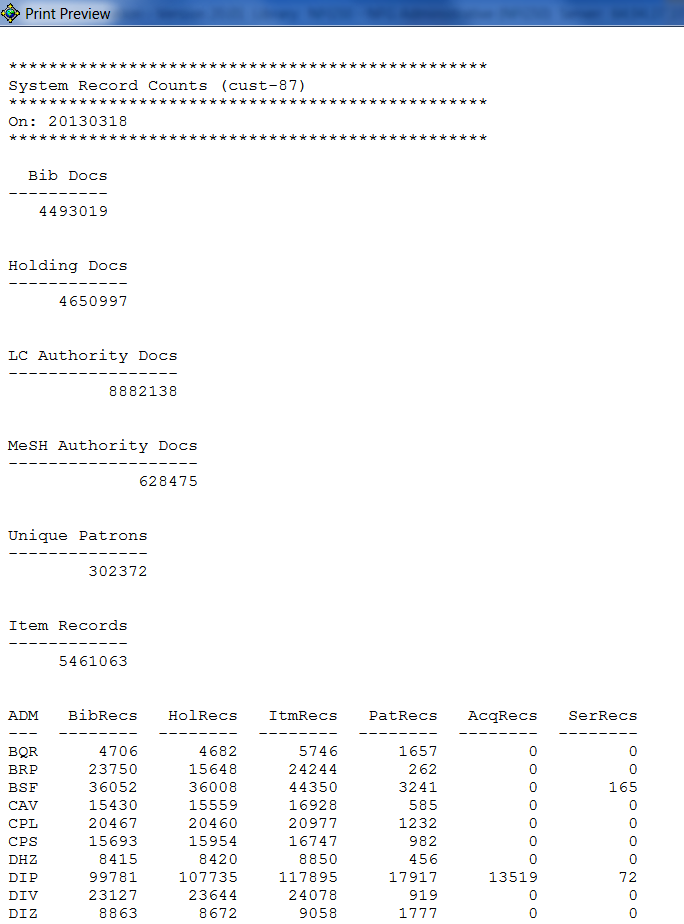 Print Preview
************************************************
System Record Counts (cust-87)
************************************************
On: 20130318
************************************************
Bib Docs
----------
4493019
Holding Docs
------------
4650997
LC Authority Docs
-----------------
8882138
MeSH Authority Docs
-------------------
628475
Unique Patrons
--------------
302372
Item Records
------------
5461063
ADM BibRecs HolRecs ItmRecs PatRecs AcqRecs SerRecs
--- -------- -------- -------- -------- -------- --------
BQR 4706 4682 5746 1657 0 0
BRP 23750 15648 24244 262 0 0
BSF 36052 36008 44350 3241 0 165
CAV 15430 15559 16928 585 0 0
CPL 20467 20460 20977 1232 0 0
CPS 15693 15954 16747 982 0 0
DHZ 8415 8420 8850 456 0 0
DIP 99781 107735 117895 17917 13519 72
DIV 23127 23644 24078 919 0 0
DIZ 8863 8672 9058 1777 0 0